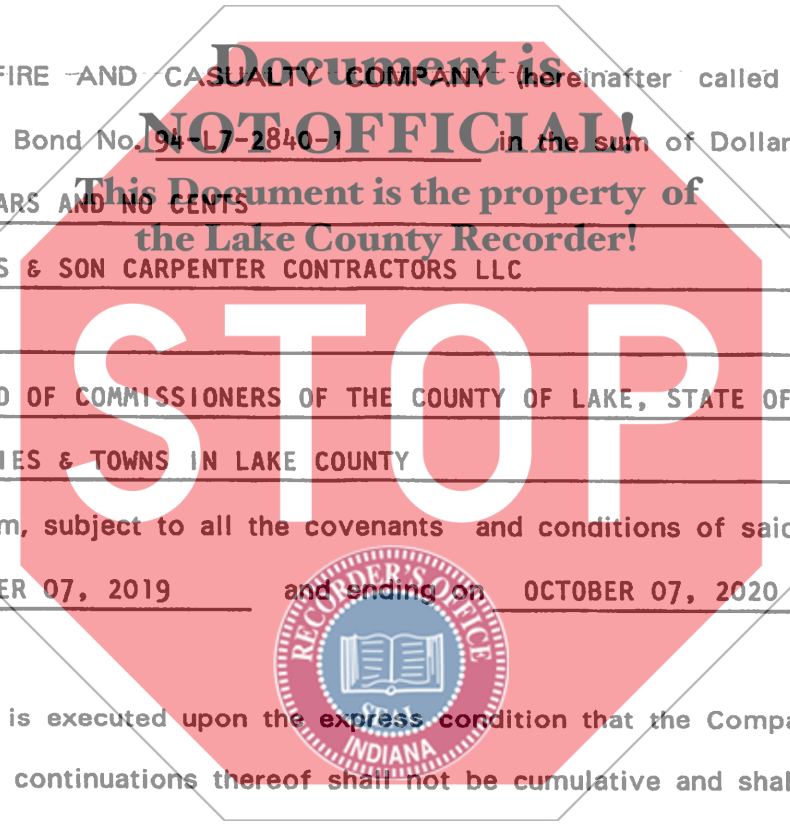 FIRE AND CASUALTY COMPANY (hereinafter called
Document is
Bond No. 94-L7-2840-1 in the sum of Dollar
NOT OFFICIAL!
ARS AND NO CENTS
This Document is the property of
the Lake County Recorder!
S & SON CARPENTER CONTRACTORS LLC
STOP
D OF COMMISSIONERS OF THE COUNTY OF LAKE, STATE OF
IES & TOWNS IN LAKE COUNTY
m, subject to all the covenants and conditions of said
ER 07, 2019 and ending on OCTOBER 07, 2020
RECORDER'S OFFICE
SEAL
INDIANA
is executed upon the express condition that the Compa
continuations thereof shall not be cumulative and shal